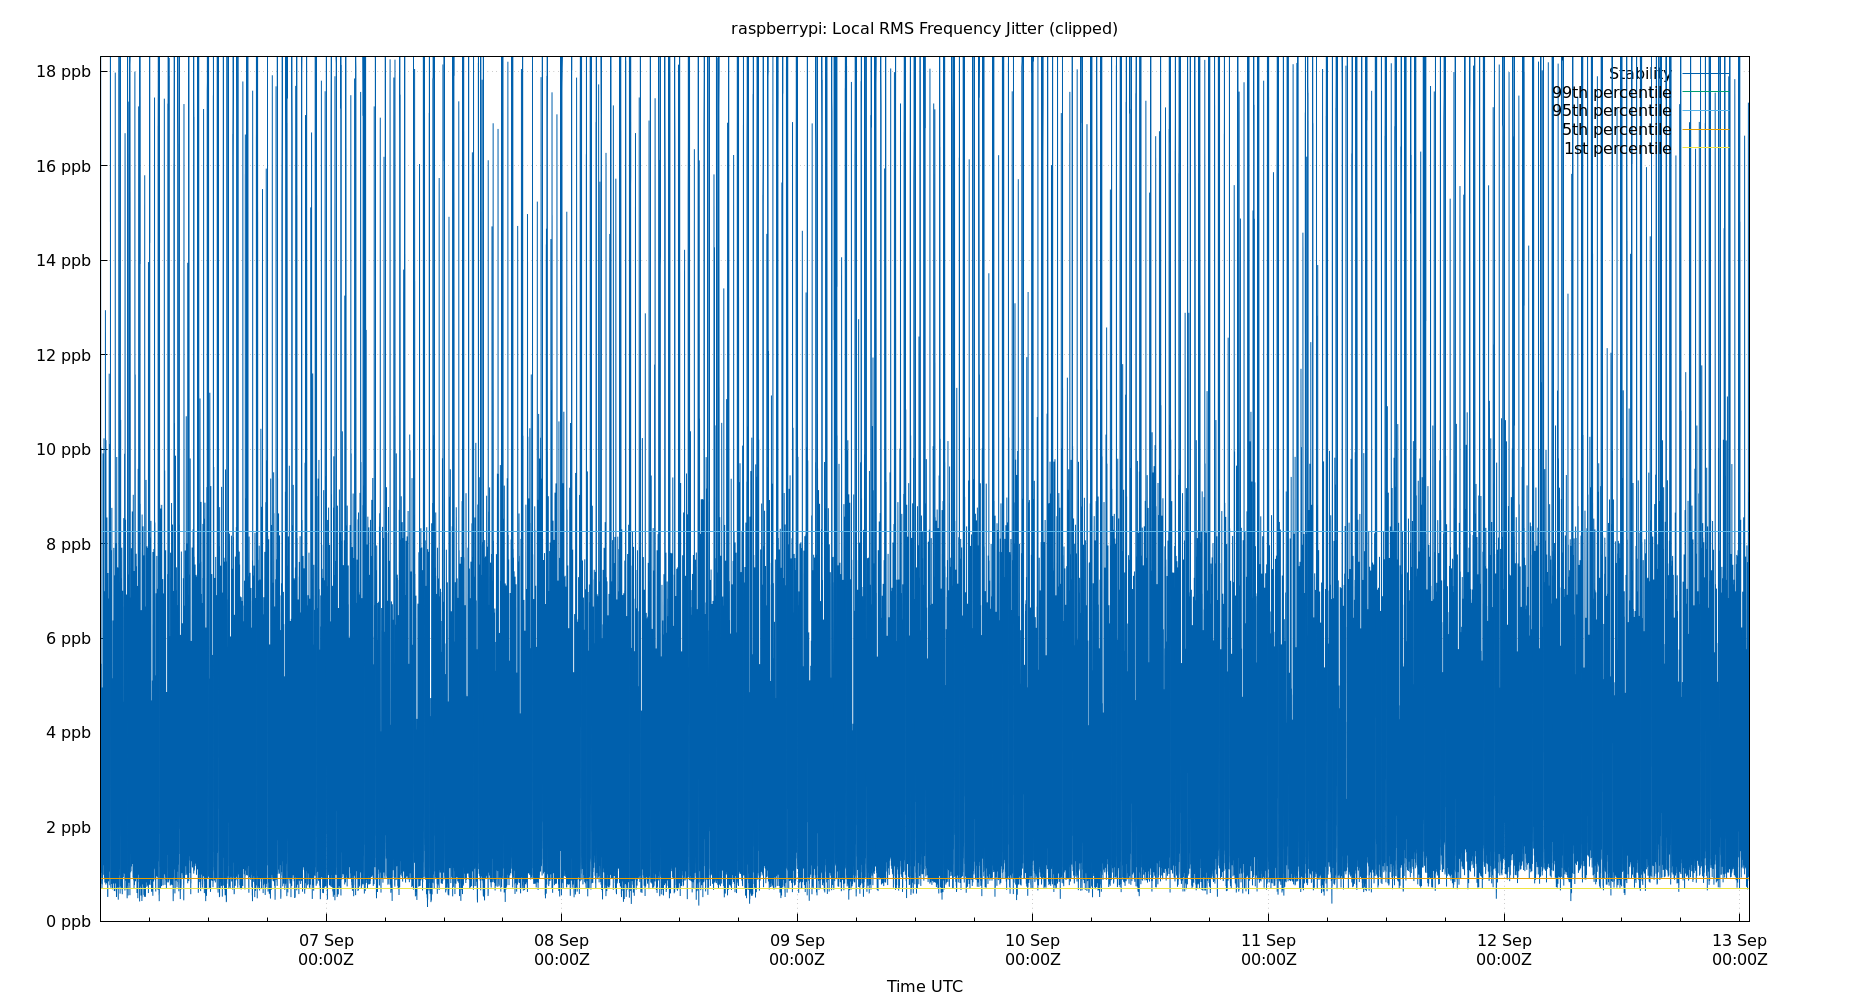 raspberrypi: Local RMS Frequency Jitter (clipped)
18 ppb
16 ppb
14 ppb
12 ppb
10 ppb
8 ppb
6 ppb
4 ppb
2 ppb
0 ppb
Stability
99th percentile
95th percentile
5th percentile
1st percentile
07 Sep 08 Sep 09 Sep 10 Sep 11 Sep 12 Sep 13 Sep
00:00Z 00:00Z 00:00Z 00:00Z 00:00Z 00:00Z 00:00Z
Time UTC